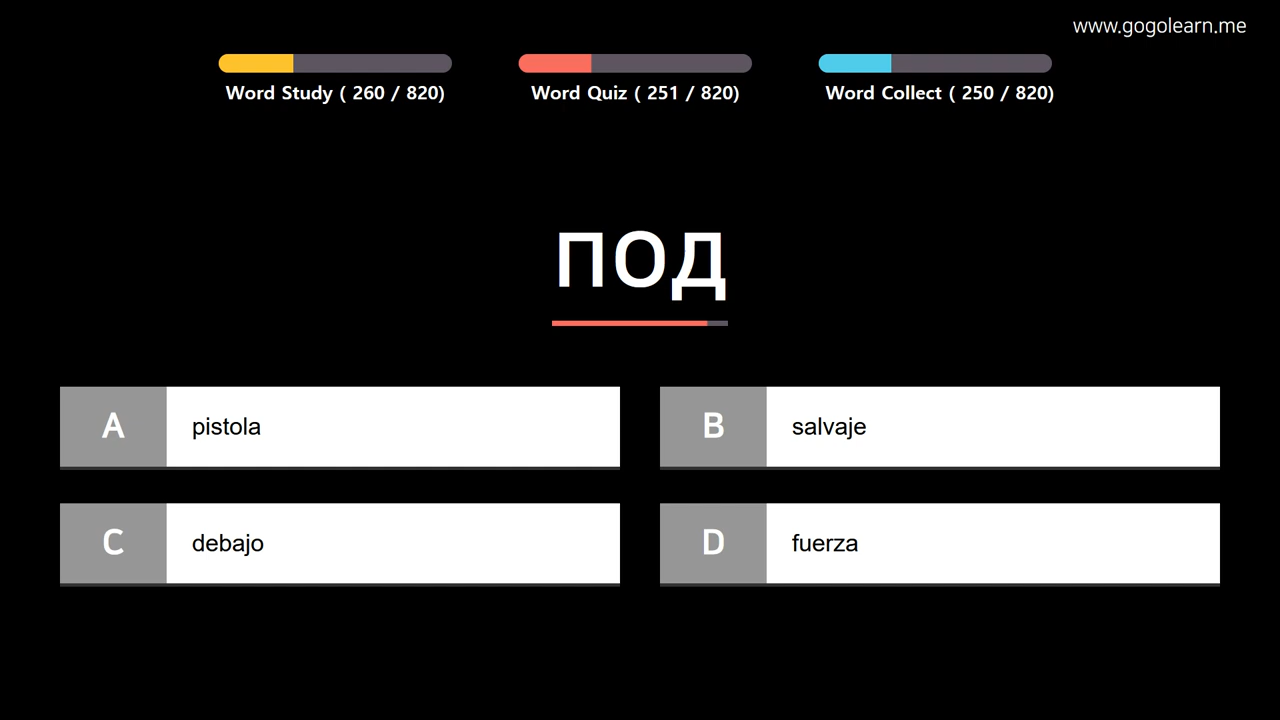 www.gogolearn.me
Word Study ( 260 / 820)
Word Quiz ( 251 / 820)
Word Collect ( 250 / 820)
под
A pistola
B salvaje
C debajo
D fuerza